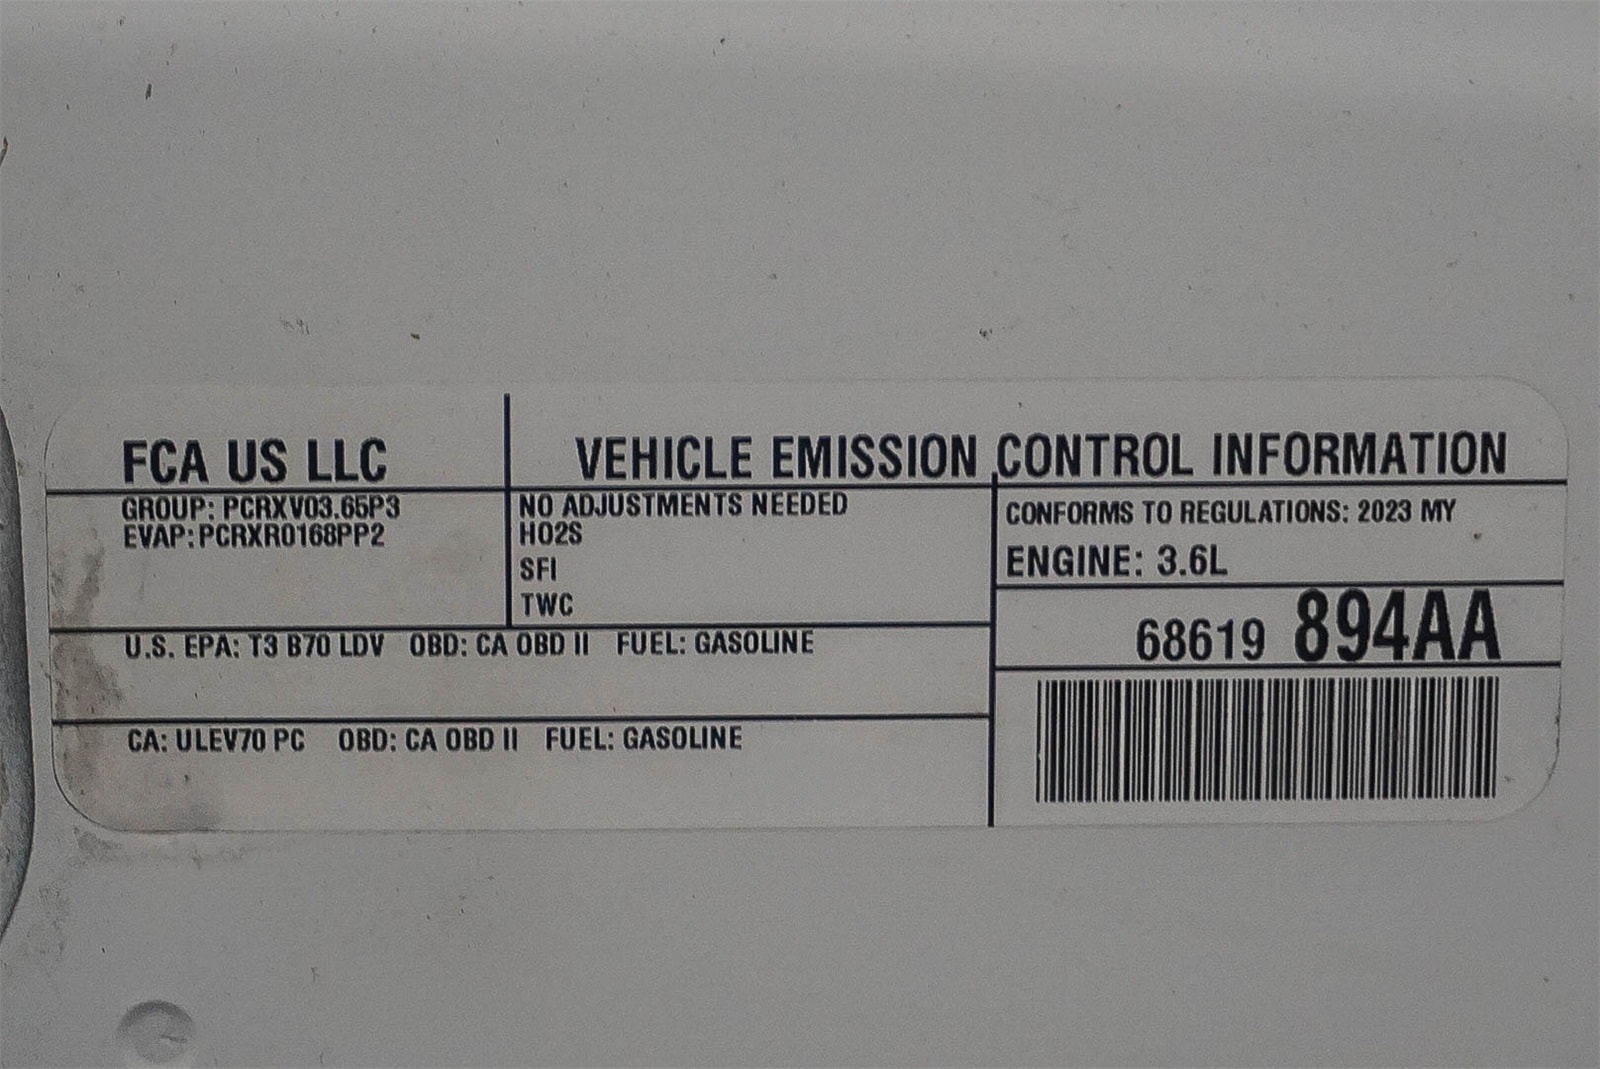 FCA US LLC
VEHICLE EMISSION CONTROL INFORMATION
GROUP: PCRXV03.65P3
EVAP: PCRXR0168PP2
NO ADJUSTMENTS NEEDED
HO2S
SFI
TWC
CONFORMS TO REGULATIONS: 2023 MY
ENGINE: 3.6L
68619 894AA
U.S. EPA: T3 B70 LDV OBD: CA OBD II FUEL: GASOLINE
CA: ULEV70 PC OBD: CA OBD II FUEL: GASOLINE